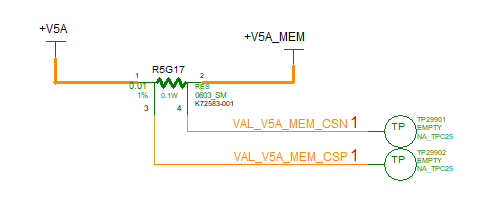 +V5A
+V5A_MEM
R5G17
1
2
0.01
RES
1%
0.1W
0603_SM
K72583-001
3
4
VAL_V5A_MEM_CSN 1
TP
TP29901
EMPTY
NA_TPC25
VAL_V5A_MEM_CSP 1
TP
TP29902
EMPTY
NA_TPC25